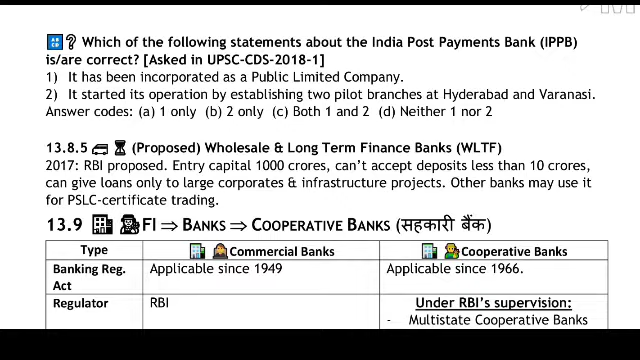 Which of the following statements about the India Post Payments Bank (IPPB)
is/are correct? [Asked in UPSC-CDS-2018-1]
1) It has been incorporated as a Public Limited Company.
2) It started its operation by establishing two pilot branches at Hyderabad and Varanasi.
Answer codes: (a) 1 only (b) 2 only (c) Both 1 and 2 (d) Neither 1 nor 2
13.8.5 (Proposed) Wholesale & Long Term Finance Banks (WLTF)
2017: RBI proposed. Entry capital 1000 crores, can’t accept deposits less than 10 crores,
can give loans only to large corporates & infrastructure projects. Other banks may use it
for PSLC-certificate trading.
13.9 FI ⇒ BANKS ⇒ COOPERATIVE BANKS (सहकारी बैंक)
Type Commercial Banks Cooperative Banks
Banking Reg. Act Applicable since 1949 Applicable since 1966.
Regulator RBI Under RBI’s supervision:
- Multistate Cooperative Banks